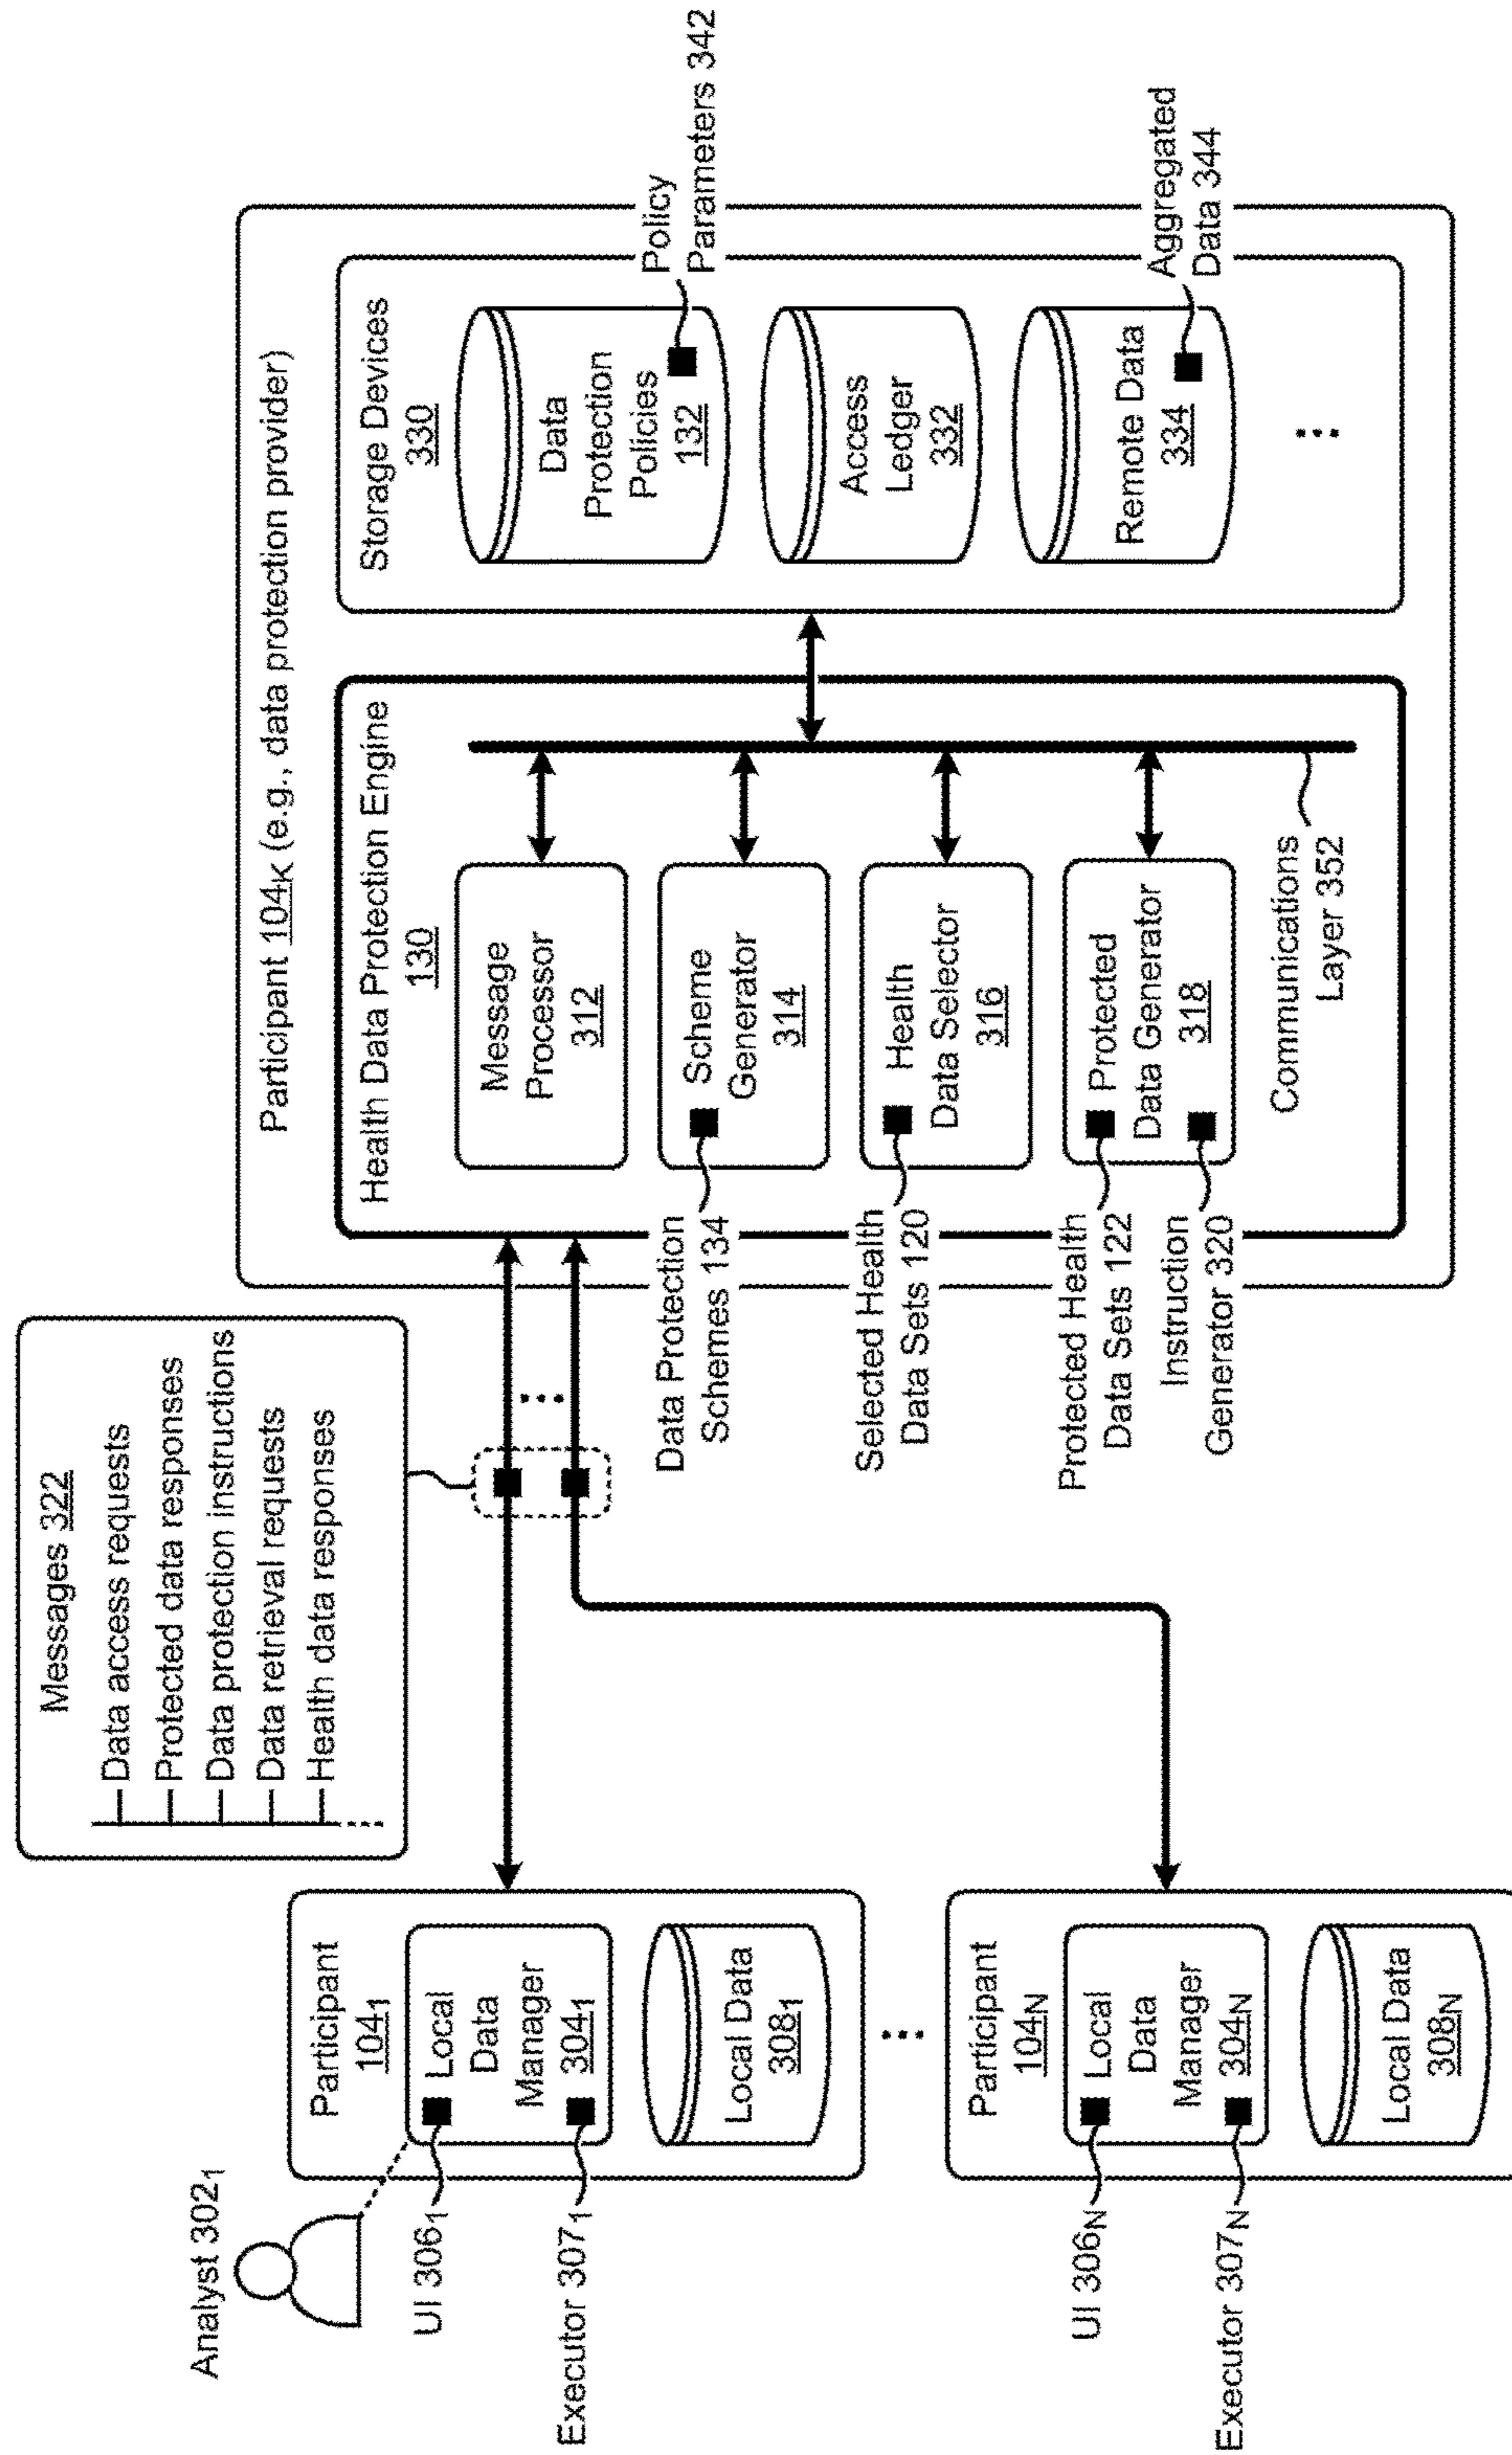 Analyst 302₁
UI 306₁
Executor 307₁
Participant
104₁
Local
Data
Manager
304₁
Local Data
308₁
UI 306N
Executor 307N
Participant
104N
Local
Data
Manager
304N
Local Data
308N
Messages 322
Data access requests
Protected data responses
Data protection instructions
Data retrieval requests
Health data responses
Participant 104K (e.g., data protection provider)
Health Data Protection Engine
130
Message
Processor
312
Data Protection
Schemes 134
Scheme
Generator
314
Selected Health
Data Sets 120
Health
Data Selector
316
Protected Health
Data Sets 122
Instruction
Generator 320
Protected
Data Generator
318
Communications
Layer 352
Storage Devices
330
Data
Protection
Policies
132
Policy
Parameters 342
Access
Ledger
332
Remote Data
334
Aggregated
Data 344